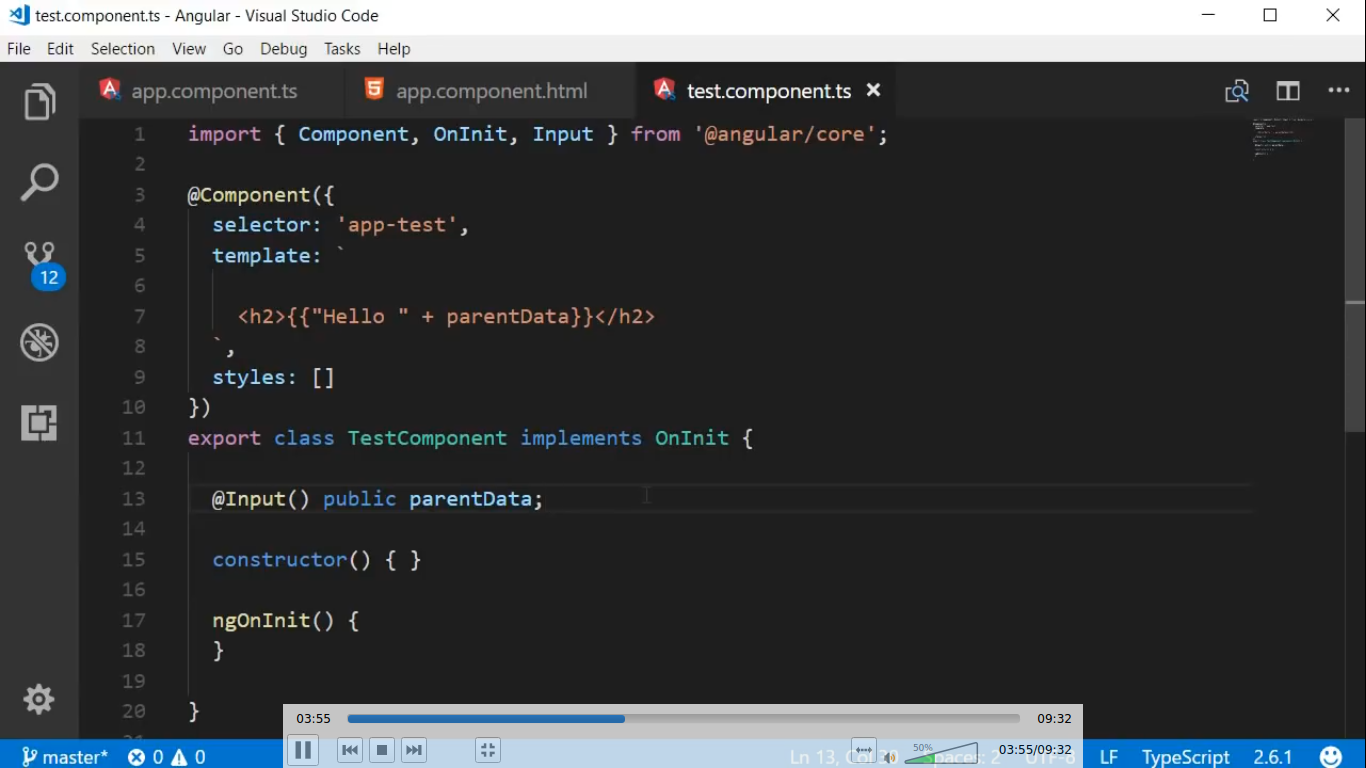 test.component.ts - Angular - Visual Studio Code
File Edit Selection View Go Debug Tasks Help
app.component.ts app.component.html test.component.ts
1 import { Component, OnInit, Input } from '@angular/core';
2
3 @Component({
4 selector: 'app-test',
5 template: `
6
7 <h2>{{"Hello " + parentData}}</h2>
8 `,
9 styles: []
10 })
11 export class TestComponent implements OnInit {
12
13 @Input() public parentData;
14
15 constructor() { }
16
17 ngOnInit() {
18 }
19
20 }
12
03:55 09:32
50% 03:55/09:32
master* 0 0 Ln 13, Spaces: 2 UTF-8 LF TypeScript 2.6.1